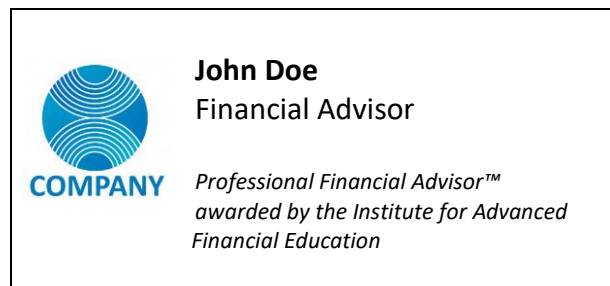 John Doe
Financial Advisor
COMPANY
Professional Financial Advisor™
awarded by the Institute for Advanced
Financial Education